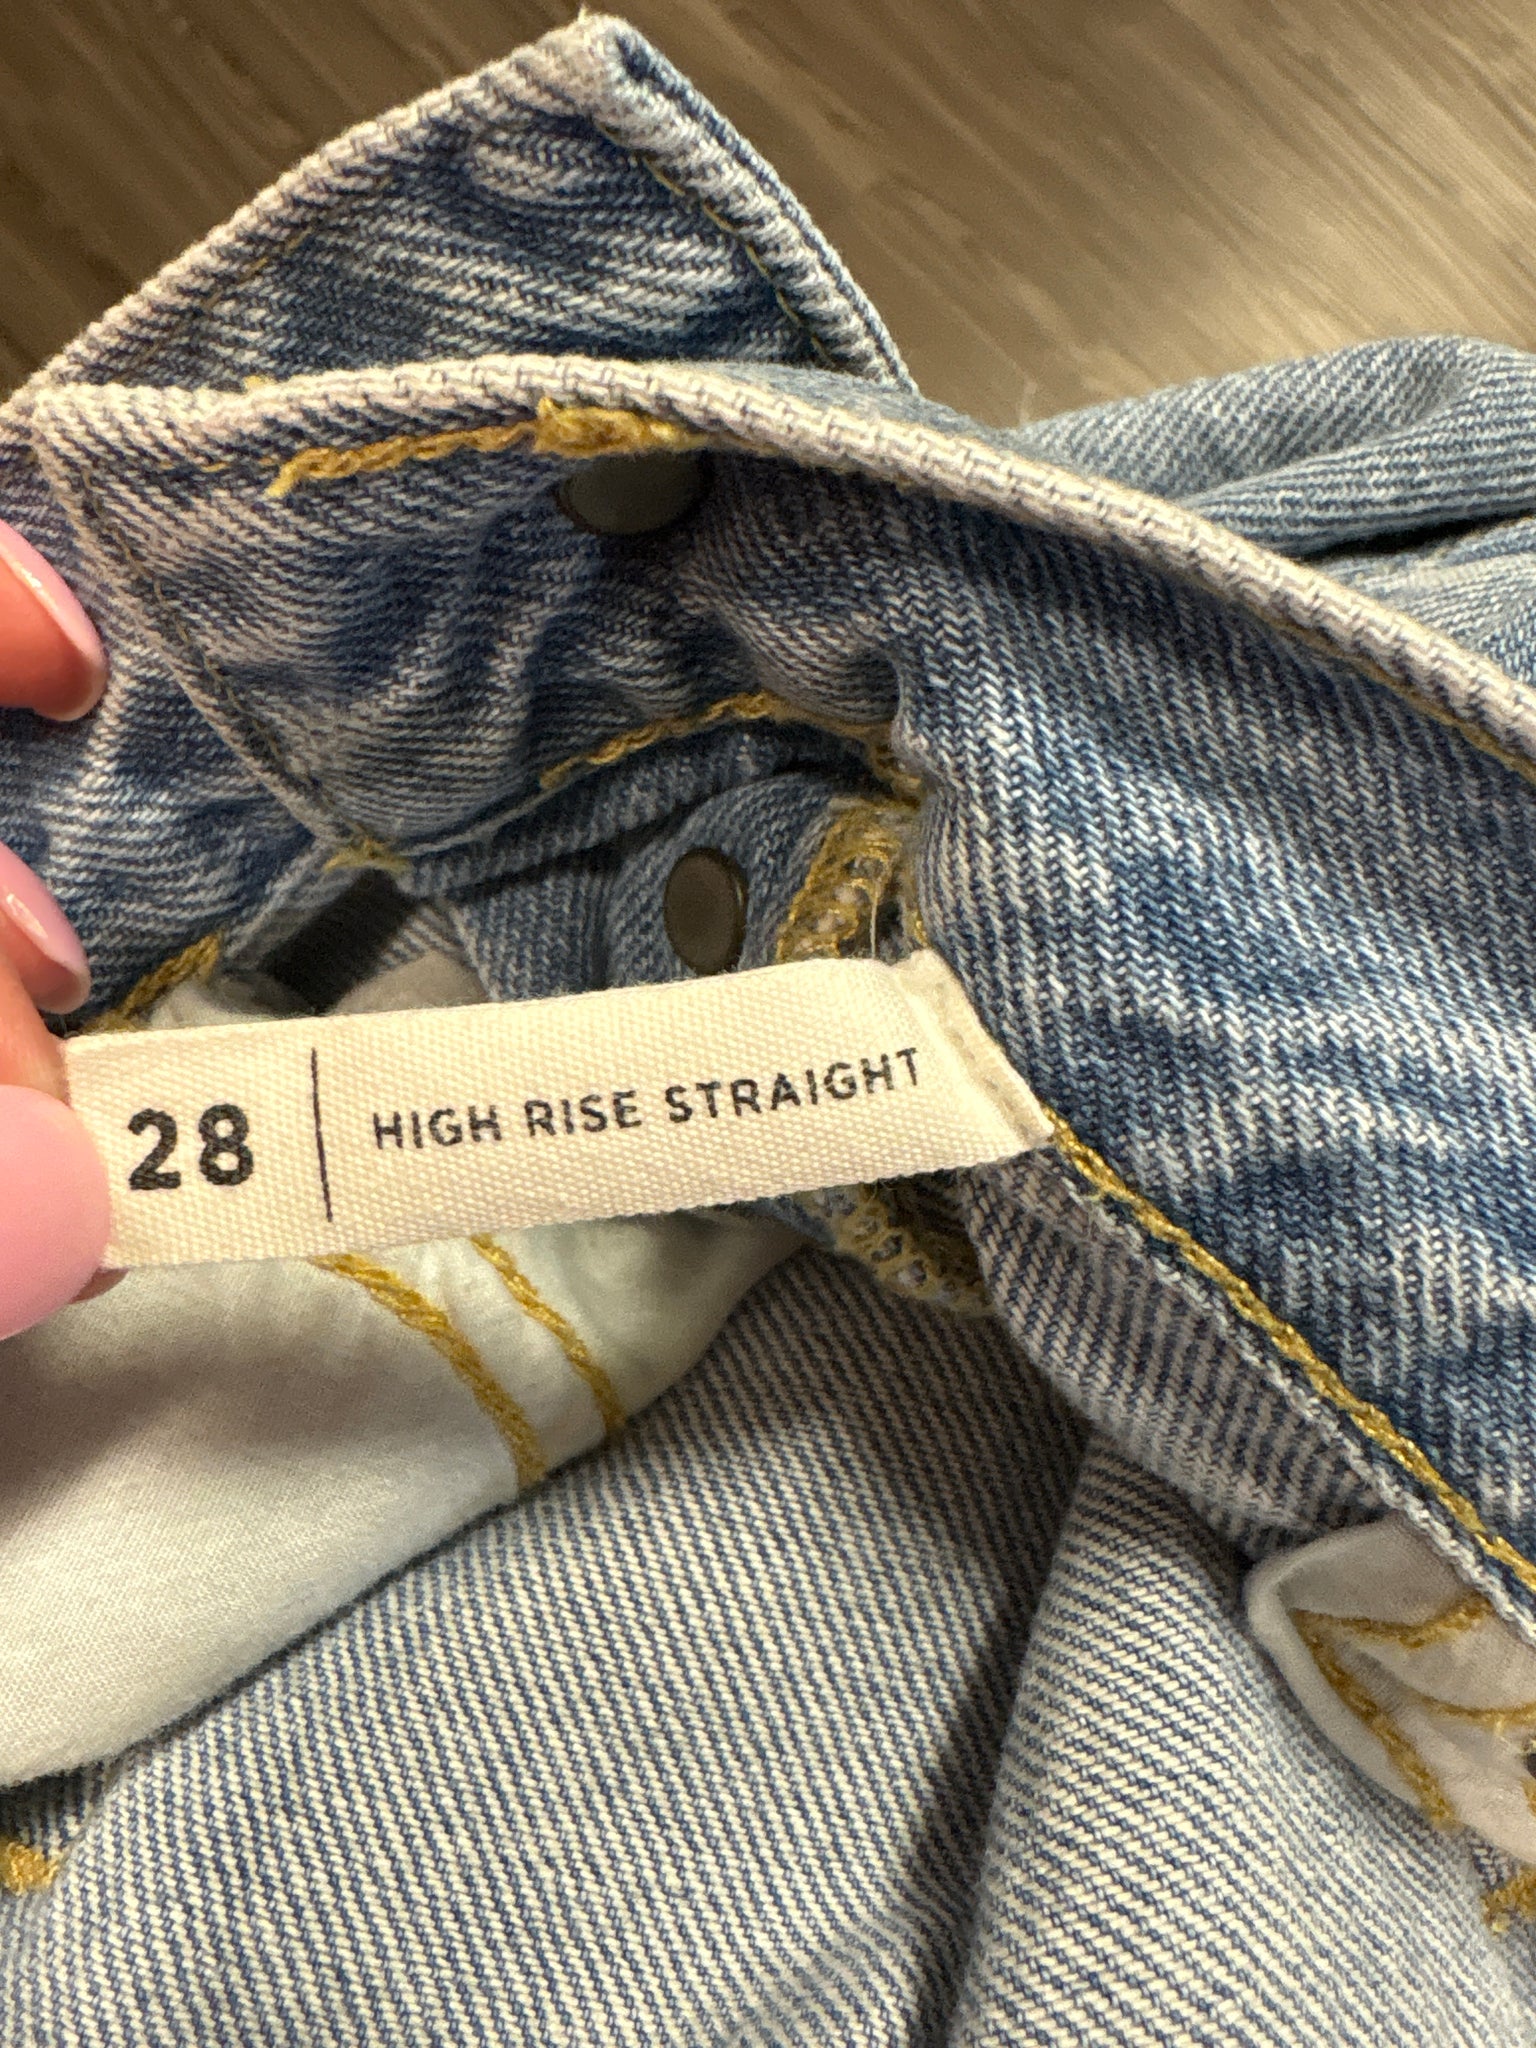 28 | HIGH RISE STRAIGHT